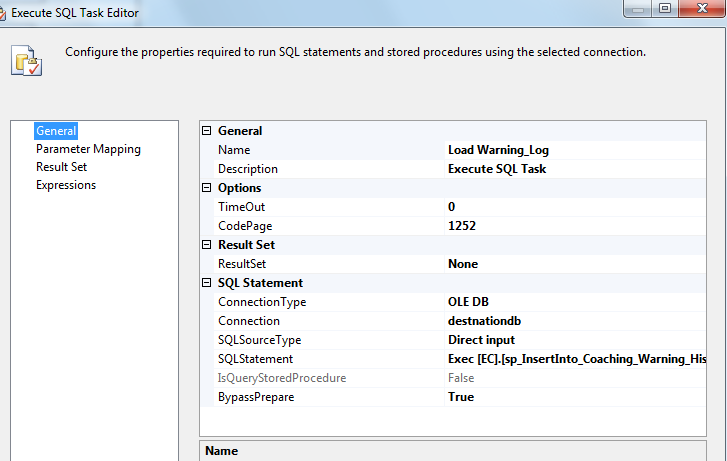 Execute SQL Task Editor
Configure the properties required to run SQL statements and stored procedures using the selected connection.
General
Parameter Mapping
Result Set
Expressions
General
Name Load Warning_Log
Description Execute SQL Task
Options
TimeOut 0
CodePage 1252
Result Set
ResultSet None
SQL Statement
ConnectionType OLE DB
Connection destnationdb
SQLSourceType Direct input
SQLStatement Exec [EC].[sp_InsertInto_Coaching_Warning_His
IsQueryStoredProcedure False
BypassPrepare True
Name